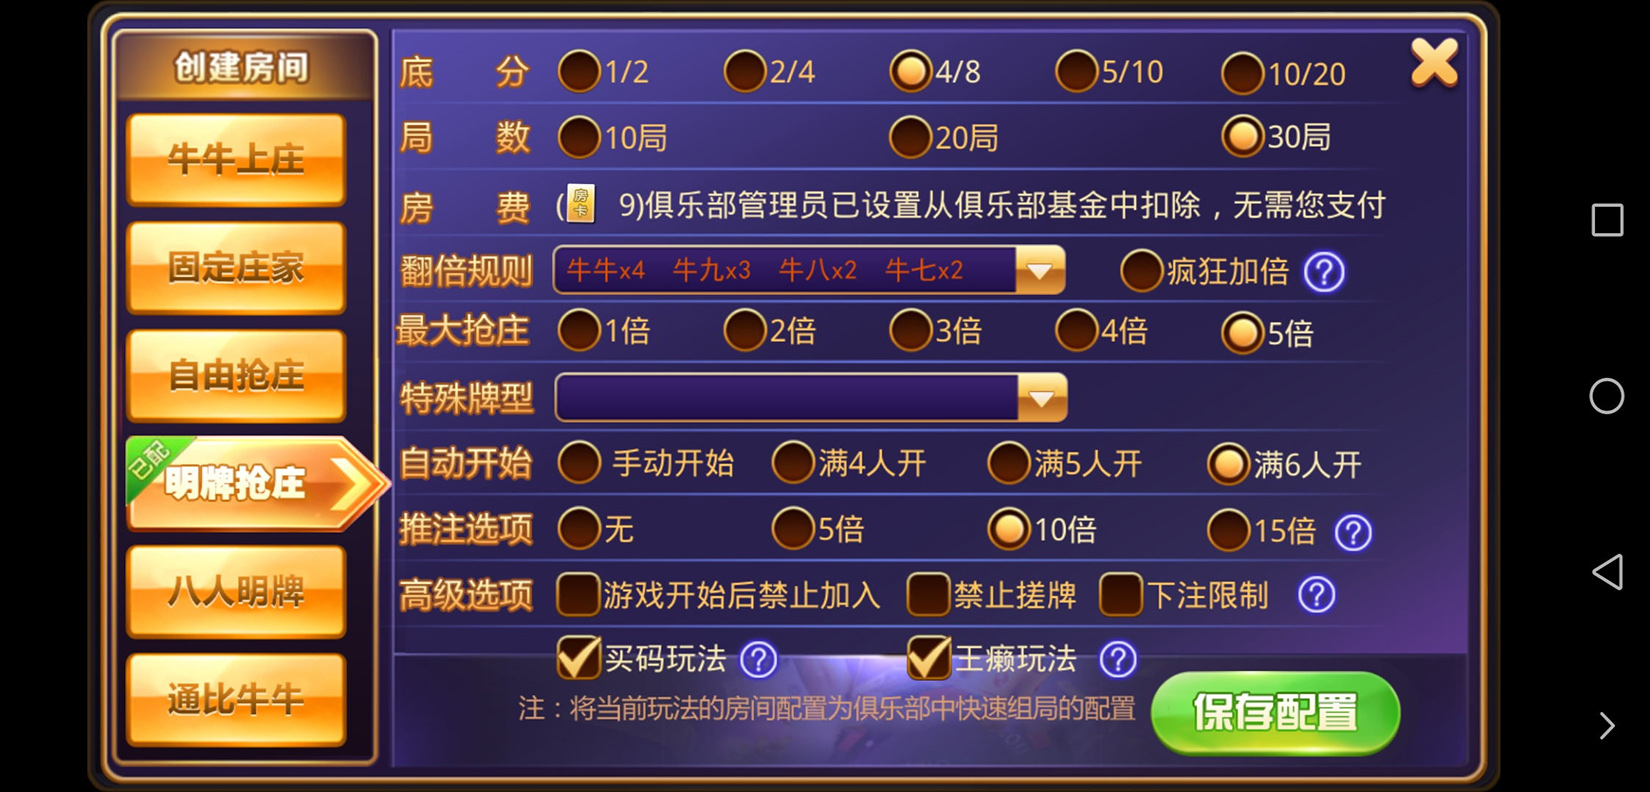 创建房间
牛牛上庄
固定庄家
自由抢庄
已配
明牌抢庄
八人明牌
通比牛牛
底 分 1/2 2/4 4/8 5/10 10/20
局 数 10局 20局 30局
房 费 (房卡 9)俱乐部管理员已设置从俱乐部基金中扣除，无需您支付
翻倍规则 牛牛x4 牛九x3 牛八x2 牛七x2 疯狂加倍 ?
最大抢庄 1倍 2倍 3倍 4倍 5倍
特殊牌型
自动开始 手动开始 满4人开 满5人开 满6人开
推注选项 无 5倍 10倍 15倍 ?
高级选项 游戏开始后禁止加入 禁止搓牌 下注限制 ?
买码玩法 ? 王癞玩法 ?
注：将当前玩法的房间配置为俱乐部中快速组局的配置
保存配置